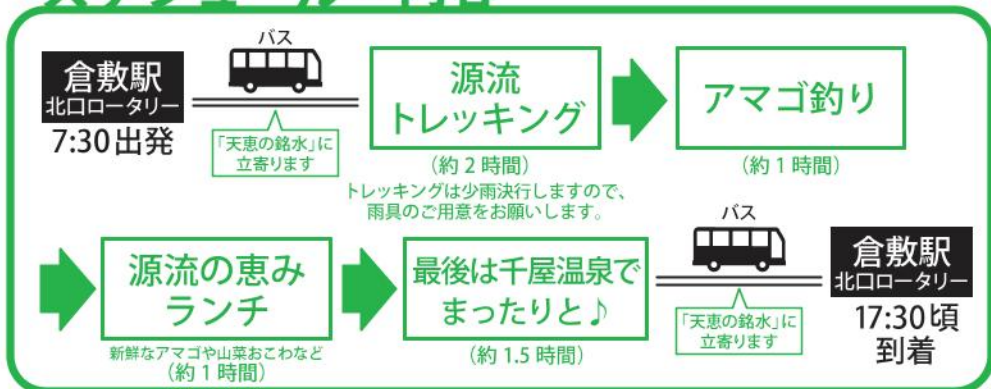 バス
倉敷駅
北口ロータリー
7:30出発
「天恵の銘水」に
立寄ります
源流
トレッキング
(約2時間)
トレッキングは少雨決行しますので、
雨具のご用意をお願いします。
アマゴ釣り
(約1時間)
源流の恵み
ランチ
新鮮なアマゴや山菜おこわなど
(約1時間)
最後は千屋温泉で
まったりと♪
(約1.5時間)
バス
「天恵の銘水」に
立寄ります
倉敷駅
北口ロータリー
17:30頃
到着